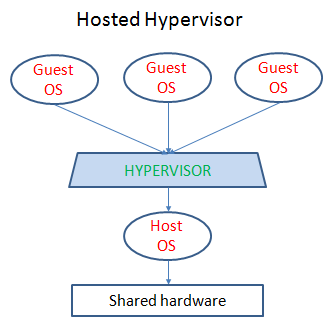 Hosted Hypervisor
Guest
OS
Guest
OS
Guest
OS
HYPERVISOR
Host
OS
Shared hardware